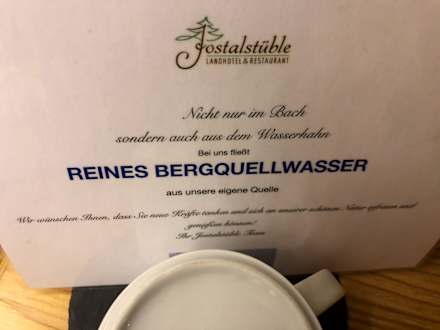 Jostalstüble
LANDHOTEL & RESTAURANT
Nicht nur im Bach
sondern auch aus dem Wasserhahn
Bei uns fließt
REINES BERGQUELLWASSER
aus unsere eigene Quelle
Wir wünschen Ihnen, dass Sie neue Kräfte tanken und sich an unserer schönen Natur erfreuen und
genießen können!
Ihr Jostalstüble Team